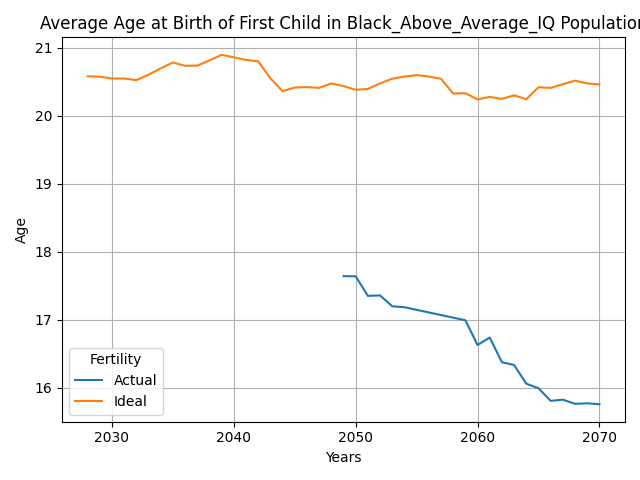 Average Age at Birth of First Child in Black_Above_Average_IQ Population
21
20
19
18
17
16
Age
Fertility
Actual
Ideal
2030 2040 2050 2060 2070
Years